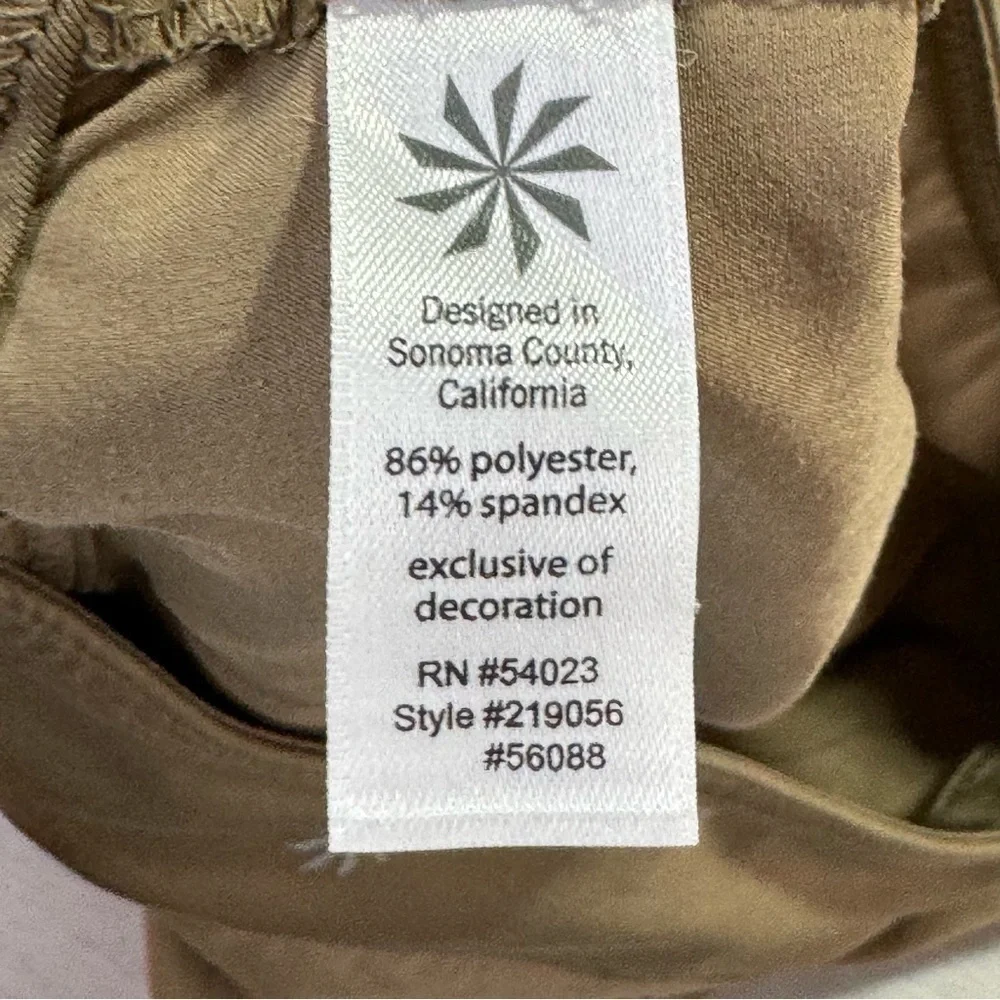 Designed in
Sonoma County,
California
86% polyester,
14% spandex
exclusive of
decoration
RN #54023
Style #219056
#56088